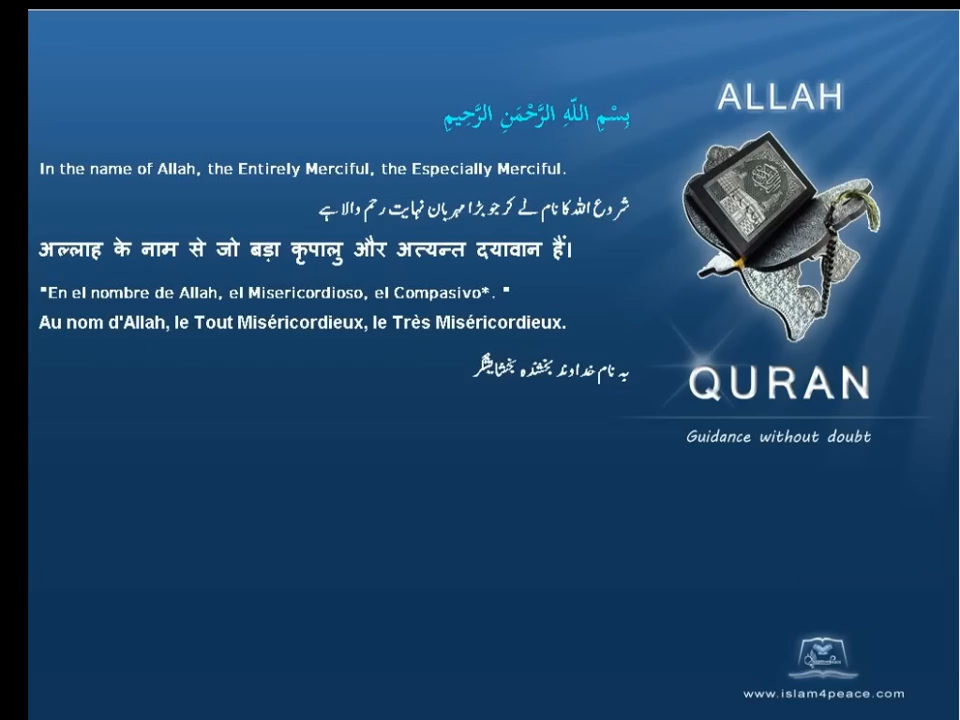 بِسْمِ اللَّهِ الرَّحْمَنِ الرَّحِيمِ
In the name of Allah, the Entirely Merciful, the Especially Merciful.
شروع الله کا نام لے کر جو بڑا مہربان نہایت رحم والا ہے
अल्लाह के नाम से जो बड़ा कृपालु और अत्यन्त दयावान हैं।
"En el nombre de Allah, el Misericordioso, el Compasivo*. "
Au nom d'Allah, le Tout Miséricordieux, le Très Miséricordieux.
به نام خداوند بخشنده بخشایشگر
ALLAH
QURAN
Guidance without doubt
www.islam4peace.com